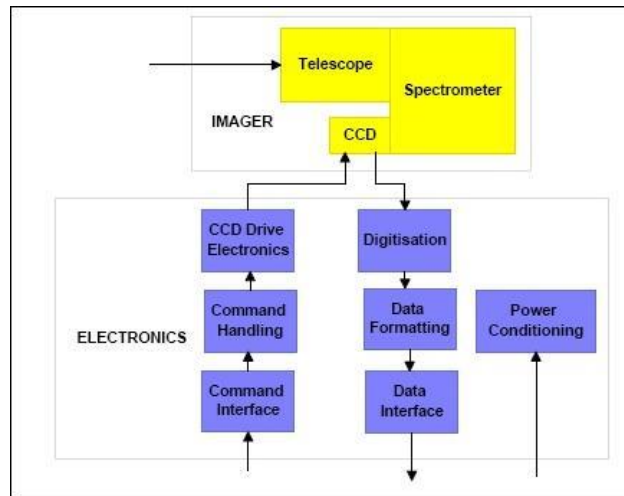 Telescope
Spectrometer
IMAGER
CCD
CCD Drive
Electronics
Digitisation
Command
Handling
Data
Formatting
Power
Conditioning
ELECTRONICS
Command
Interface
Data
Interface